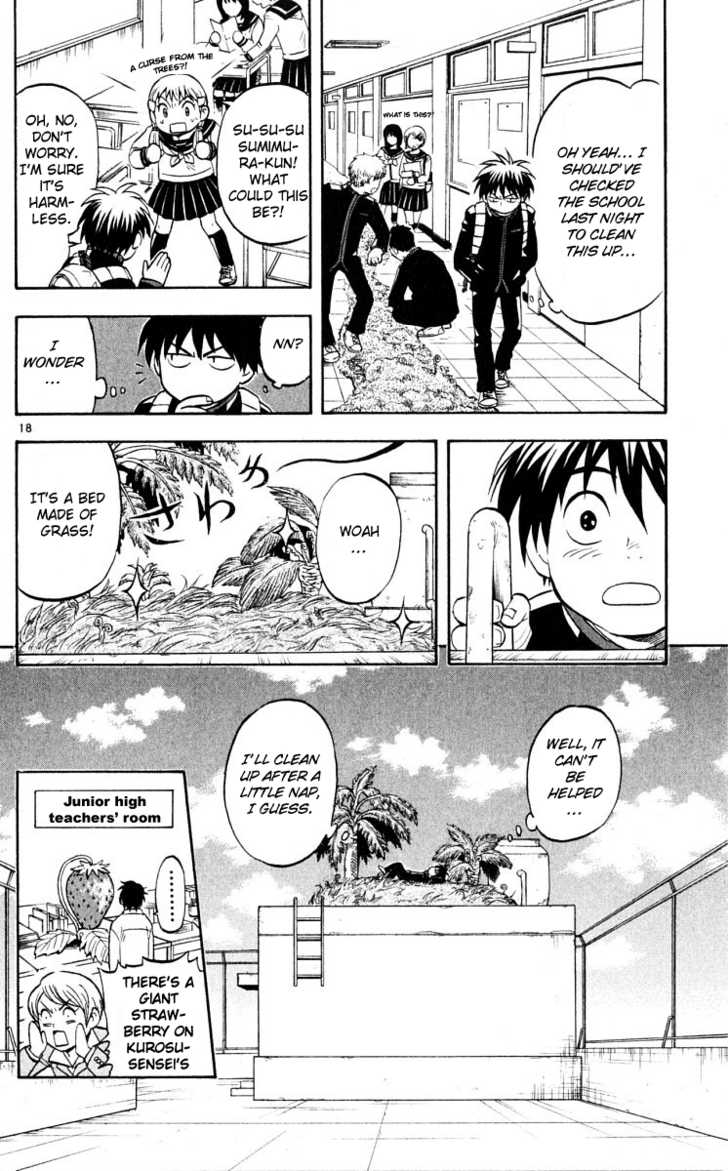 OH YEAH... I
SHOULD'VE
CHECKED
THE SCHOOL
LAST NIGHT
TO CLEAN
THIS UP...
WHAT IS THIS?
A CURSE FROM THE
TREES?!
SU-SU-SU
SUMIMU-
RA-KUN!
WHAT
COULD THIS
BE?!
OH, NO,
DON'T
WORRY.
I'M SURE
IT'S
HARM-
LESS.
NN?
I
WONDER
...
18
WOAH
...
さわ
わ
IT'S A BED
MADE OF
GRASS!
WELL, IT
CAN'T
BE
HELPED
...
I'LL CLEAN
UP AFTER A
LITTLE NAP,
I GUESS.
Junior high
teachers' room
........
THERE'S A
GIANT
STRAW-
BERRY ON
KUROSU-
SENSEI'S